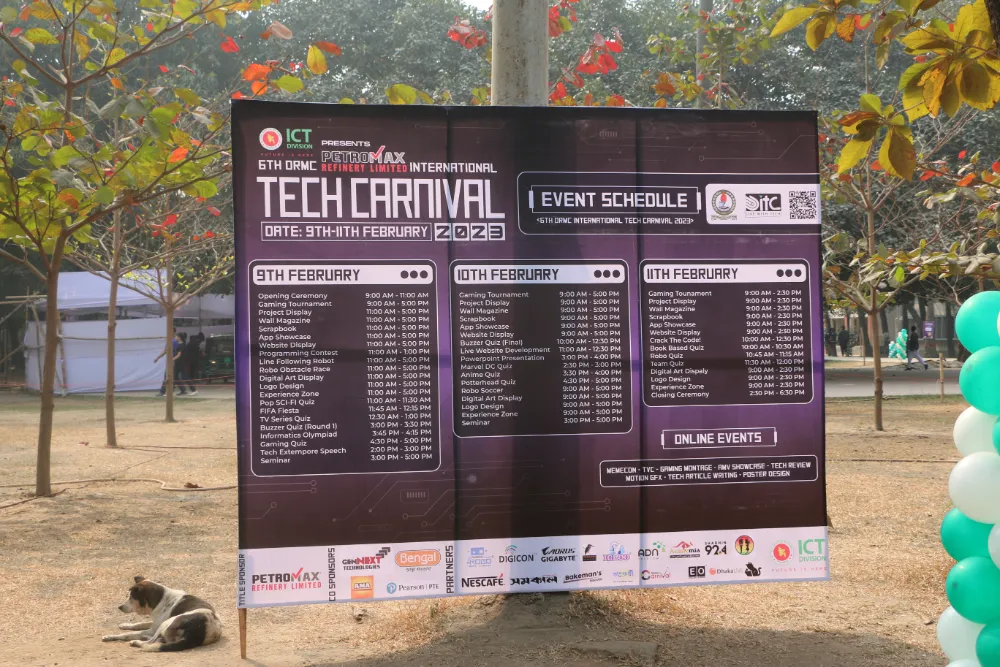 ICT
DIVISION
FUTURE IS HERE
PRESENTS
6TH DRMC PETROMAX REFINERY LIMITED INTERNATIONAL
TECH CARNIVAL
DATE: 9TH-11TH FEBRUARY 2023
EVENT SCHEDULE
<6TH DRMC INTERNATIONAL TECH CARNIVAL 2023>
DITC
9TH FEBRUARY
Opening Ceremony 9:00 AM - 11:00 AM
Gaming Tournament 9:00 AM - 5:00 PM
Project Display 11:00 AM - 5:00 PM
Wall Magazine 11:00 AM - 5:00 PM
Scrapbook 11:00 AM - 5:00 PM
App Showcase 11:00 AM - 5:00 PM
Website Display 11:00 AM - 5:00 PM
Programming Contest 11:00 AM - 1:00 PM
Line Following Robot 11:00 AM - 5:00 PM
Robo Obstacle Race 11:00 AM - 5:00 PM
Digital Art Display 11:00 AM - 5:00 PM
Logo Design 11:00 AM - 5:00 PM
Experience Zone 11:00 AM - 5:00 PM
Pop SCI-FI Quiz 11:00 AM - 11:30 AM
FIFA Fiesta 11:45 AM - 12:15 PM
TV Series Quiz 12:30 AM - 1:00 PM
Buzzer Quiz (Round 1) 3:00 PM - 3:30 PM
Informatics Olympiad 3:45 PM - 4:15 PM
Gaming Quiz 4:30 PM - 5:00 PM
Tech Extempore Speech 2:00 PM - 3:00 PM
Seminar 3:00 PM - 5:00 PM
10TH FEBRUARY
Gaming Tournament 9:00 AM - 5:00 PM
Project Display 9:00 AM - 5:00 PM
Wall Magazine 9:00 AM - 5:00 PM
Scrapbook 9:00 AM - 5:00 PM
App Showcase 9:00 AM - 5:00 PM
Website Display 9:00 AM - 5:00 PM
Buzzer Quiz (Final) 10:00 AM - 12:30 PM
Live Website Development 11:00 AM - 12:30 PM
Powerpoint Presentation 3:00 PM - 4:00 PM
Marvel DC Quiz 2:30 PM - 3:00 PM
Anime Quiz 3:30 PM - 4:00 PM
Potterhead Quiz 4:30 PM - 5:00 PM
Robo Soccer 9:00 AM - 5:00 PM
Digital Art Display 9:00 AM - 5:00 PM
Logo Design 9:00 AM - 5:00 PM
Experience Zone 9:00 AM - 5:00 PM
Seminar 3:00 PM - 5:00 PM
11TH FEBRUARY
Gaming Tournament 9:00 AM - 2:30 PM
Project Display 9:00 AM - 2:30 PM
Wall Magazine 9:00 AM - 2:30 PM
Scrapbook 9:00 AM - 2:30 PM
App Showcase 9:00 AM - 2:30 PM
Website Display 9:00 AM - 2:30 PM
Crack The Code! 10:00 AM - 12:30 PM
Book Based Quiz 10:00 AM - 10:30 AM
Robo Quiz 10:45 AM - 11:15 AM
Team Quiz 11:30 AM - 12:00 PM
Digital Art Dispely 9:00 AM - 2:30 PM
Logo Design 9:00 AM - 2:30 PM
Experience Zone 9:00 AM - 2:30 PM
Closing Ceremony 2:30 PM - 6:30 PM
ONLINE EVENTS
MEMECON - TYC - GAMING MONTAGE - AMV SHOWCASE - TECH REVIEW
MOTION GFX - TECH ARTICLE WRITING - POSTER DESIGN
TITLE SPONSOR
PETROMAX
REFINERY LIMITED
CO SPONSORS
GENNEXT
TECHNOLOGIES
Bengal
Pearson | PTE
PARTNERS
DIGICON
AORUS
GIGABYTE
ADN
92.4
NESCAFÉ
সমকাল
Bakeman's
ICT
DIVISION
FUTURE IS HERE